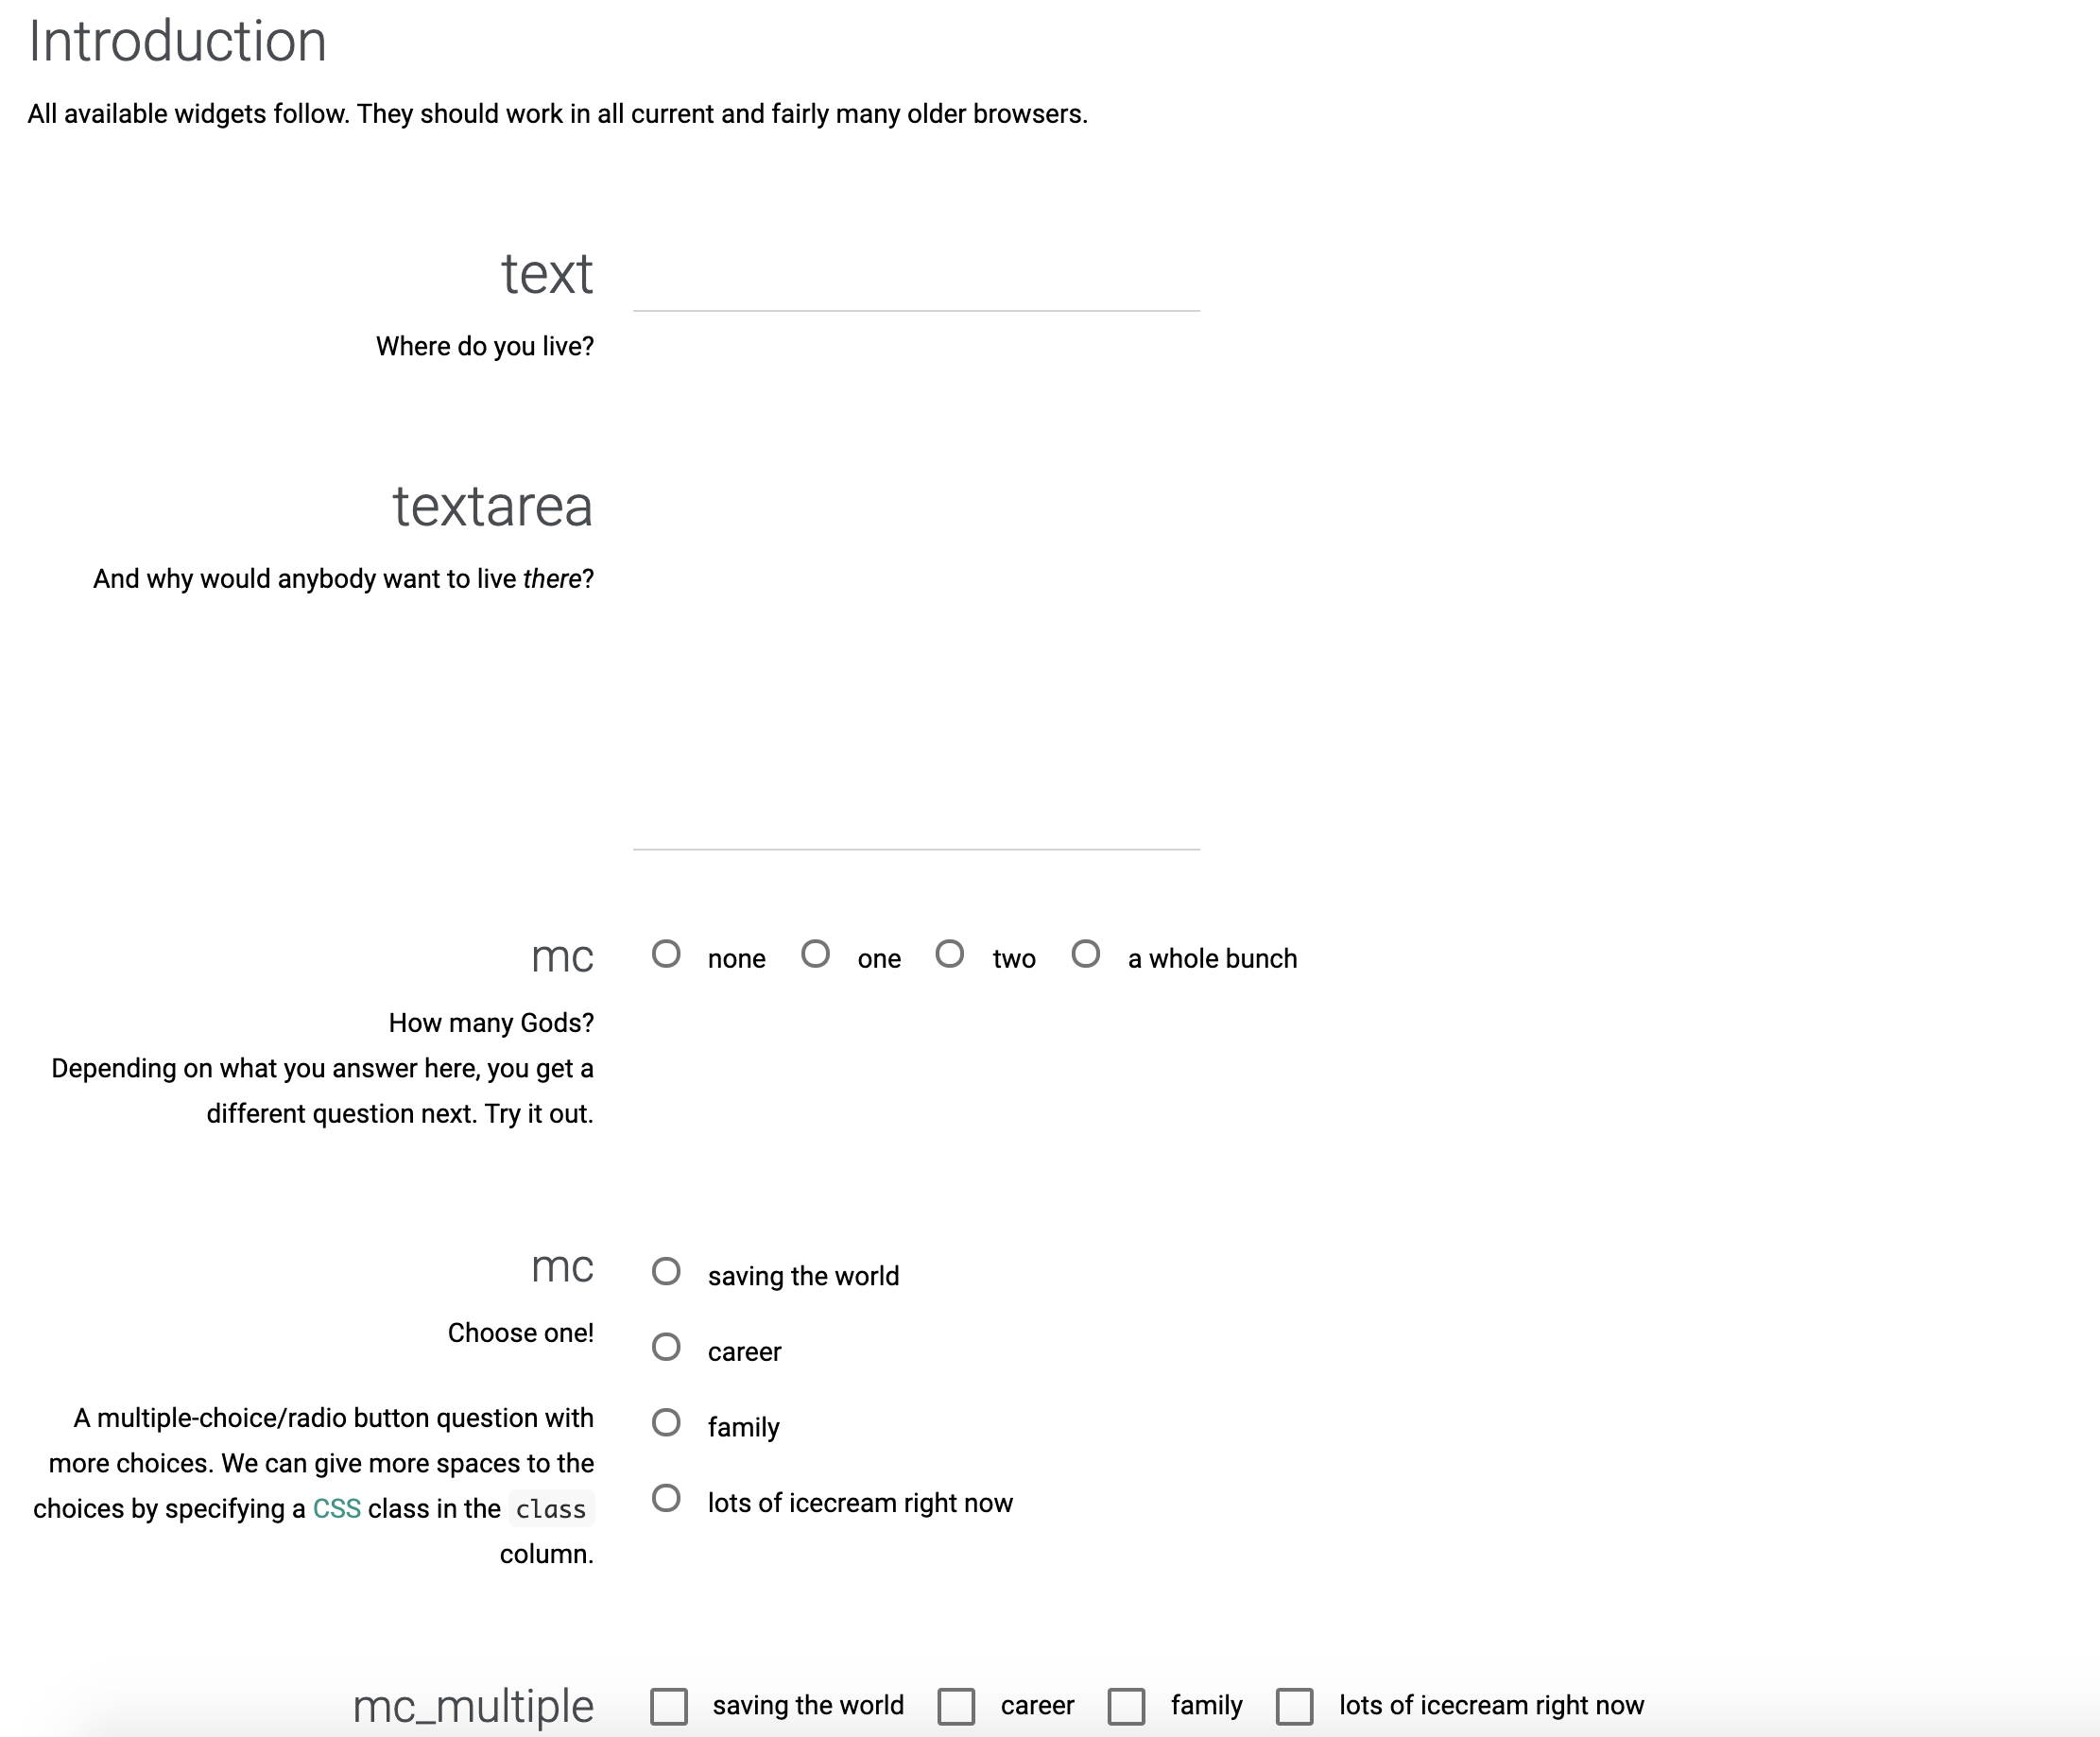 Introduction
All available widgets follow. They should work in all current and fairly many older browsers.
text
Where do you live?
textarea
And why would anybody want to live there?
mc
none one two a whole bunch
How many Gods?
Depending on what you answer here, you get a
different question next. Try it out.
mc
saving the world
Choose one!
career
A multiple-choice/radio button question with
family
more choices. We can give more spaces to the
choices by specifying a CSS class in the class
lots of icecream right now
column.
mc_multiple
saving the world career family lots of icecream right now